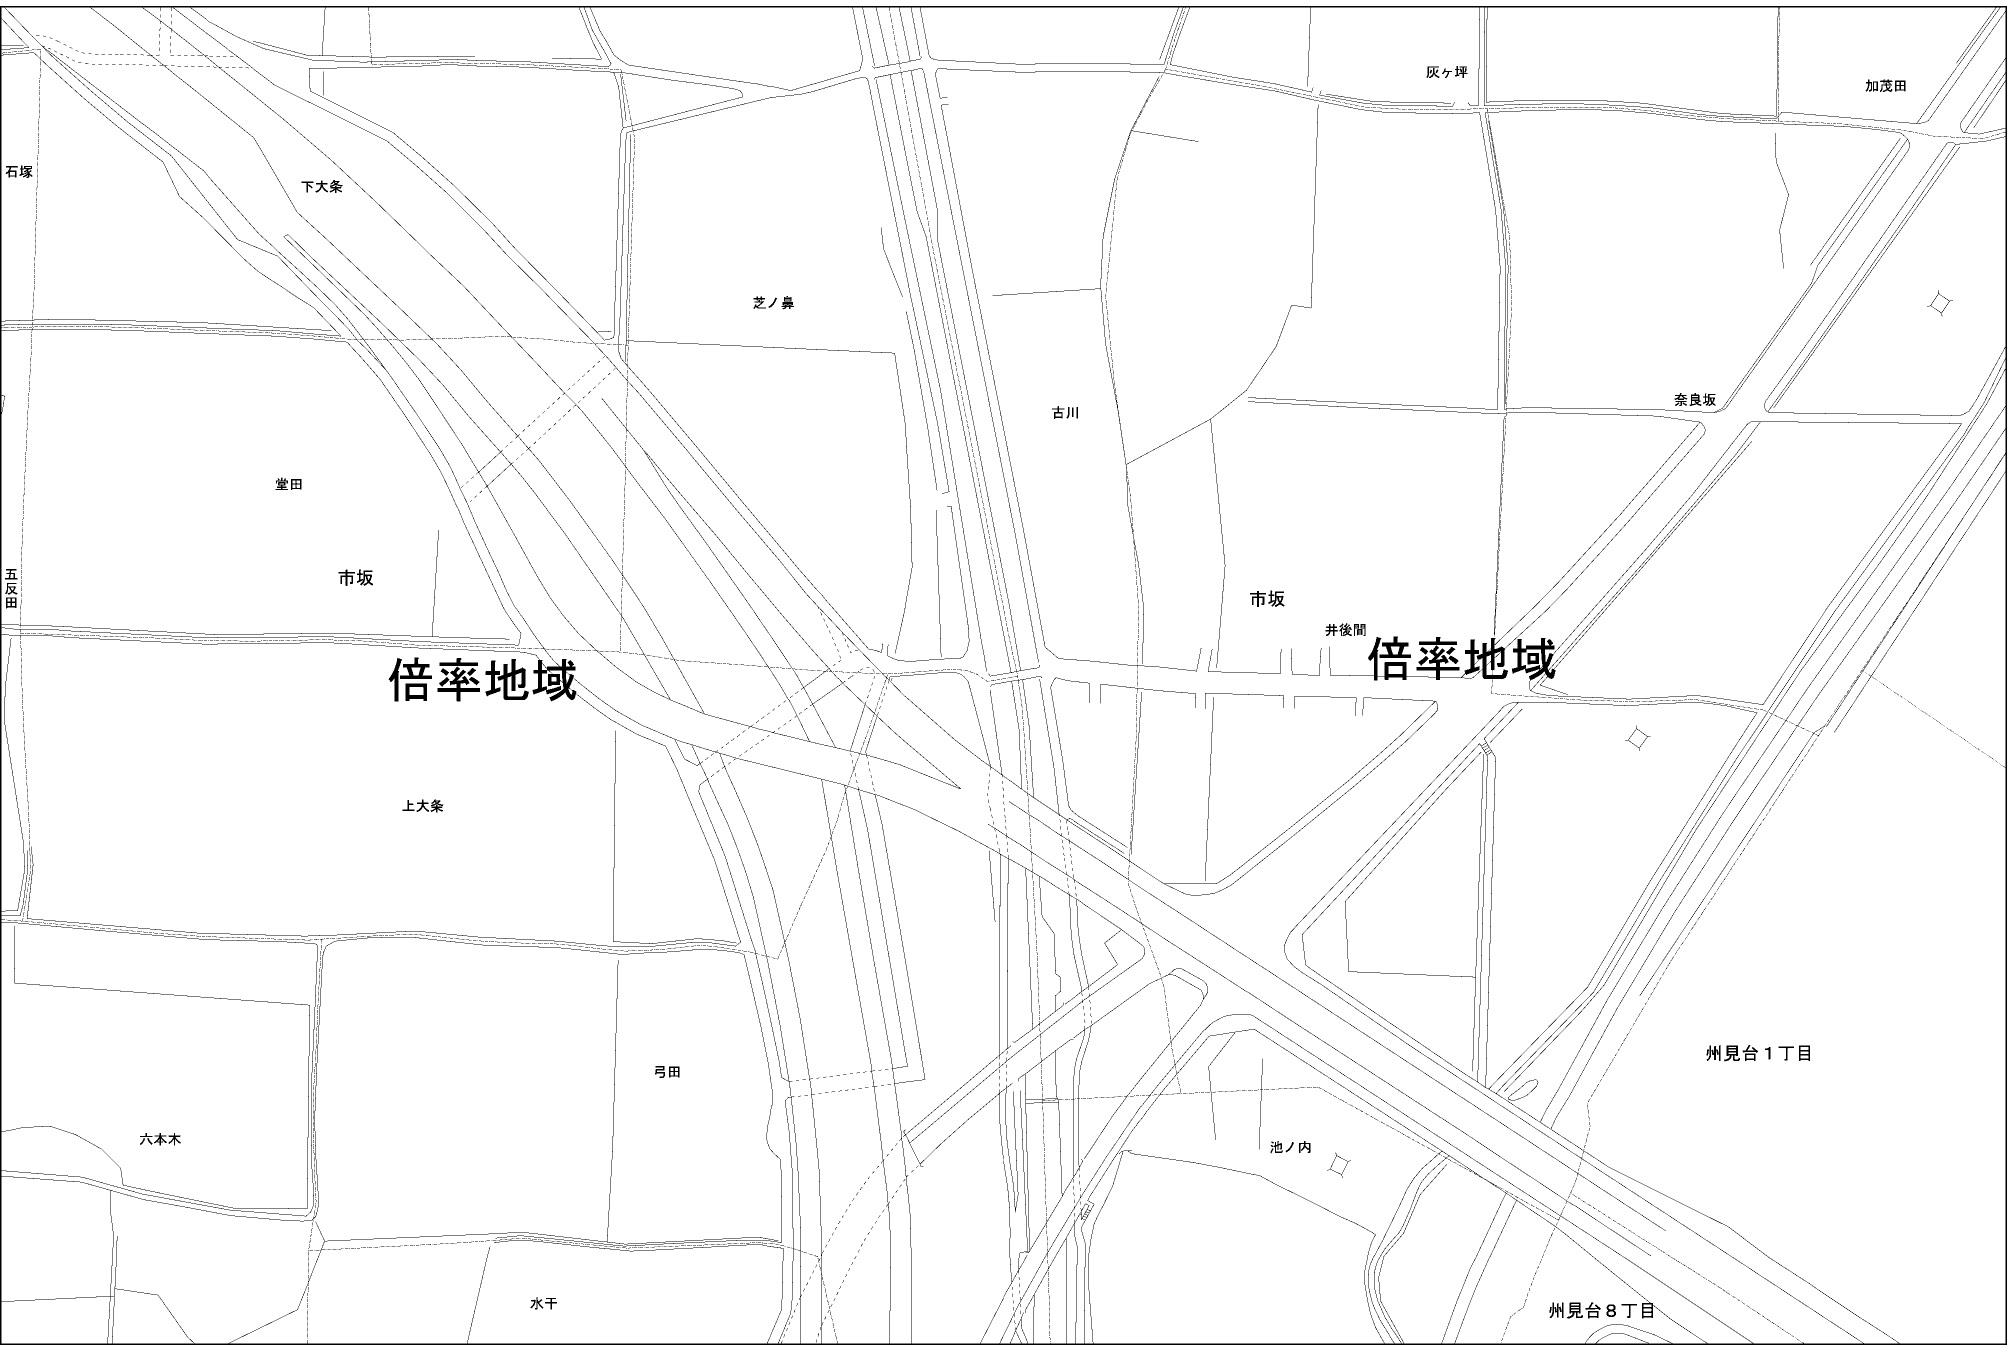 灰ヶ坪
加茂田
石塚
下大条
芝ノ鼻
奈良坂
古川
堂田
五反田
市坂
市坂
井後間
倍率地域
倍率地域
上大条
州見台1丁目
弓田
六本木
池ノ内
水干
州見台8丁目